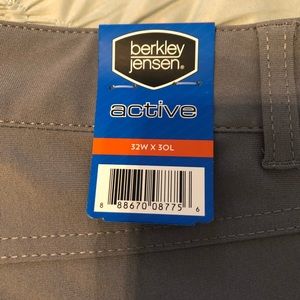 berkley
jensen®
active
32W X 30L
8 88670 08775 6